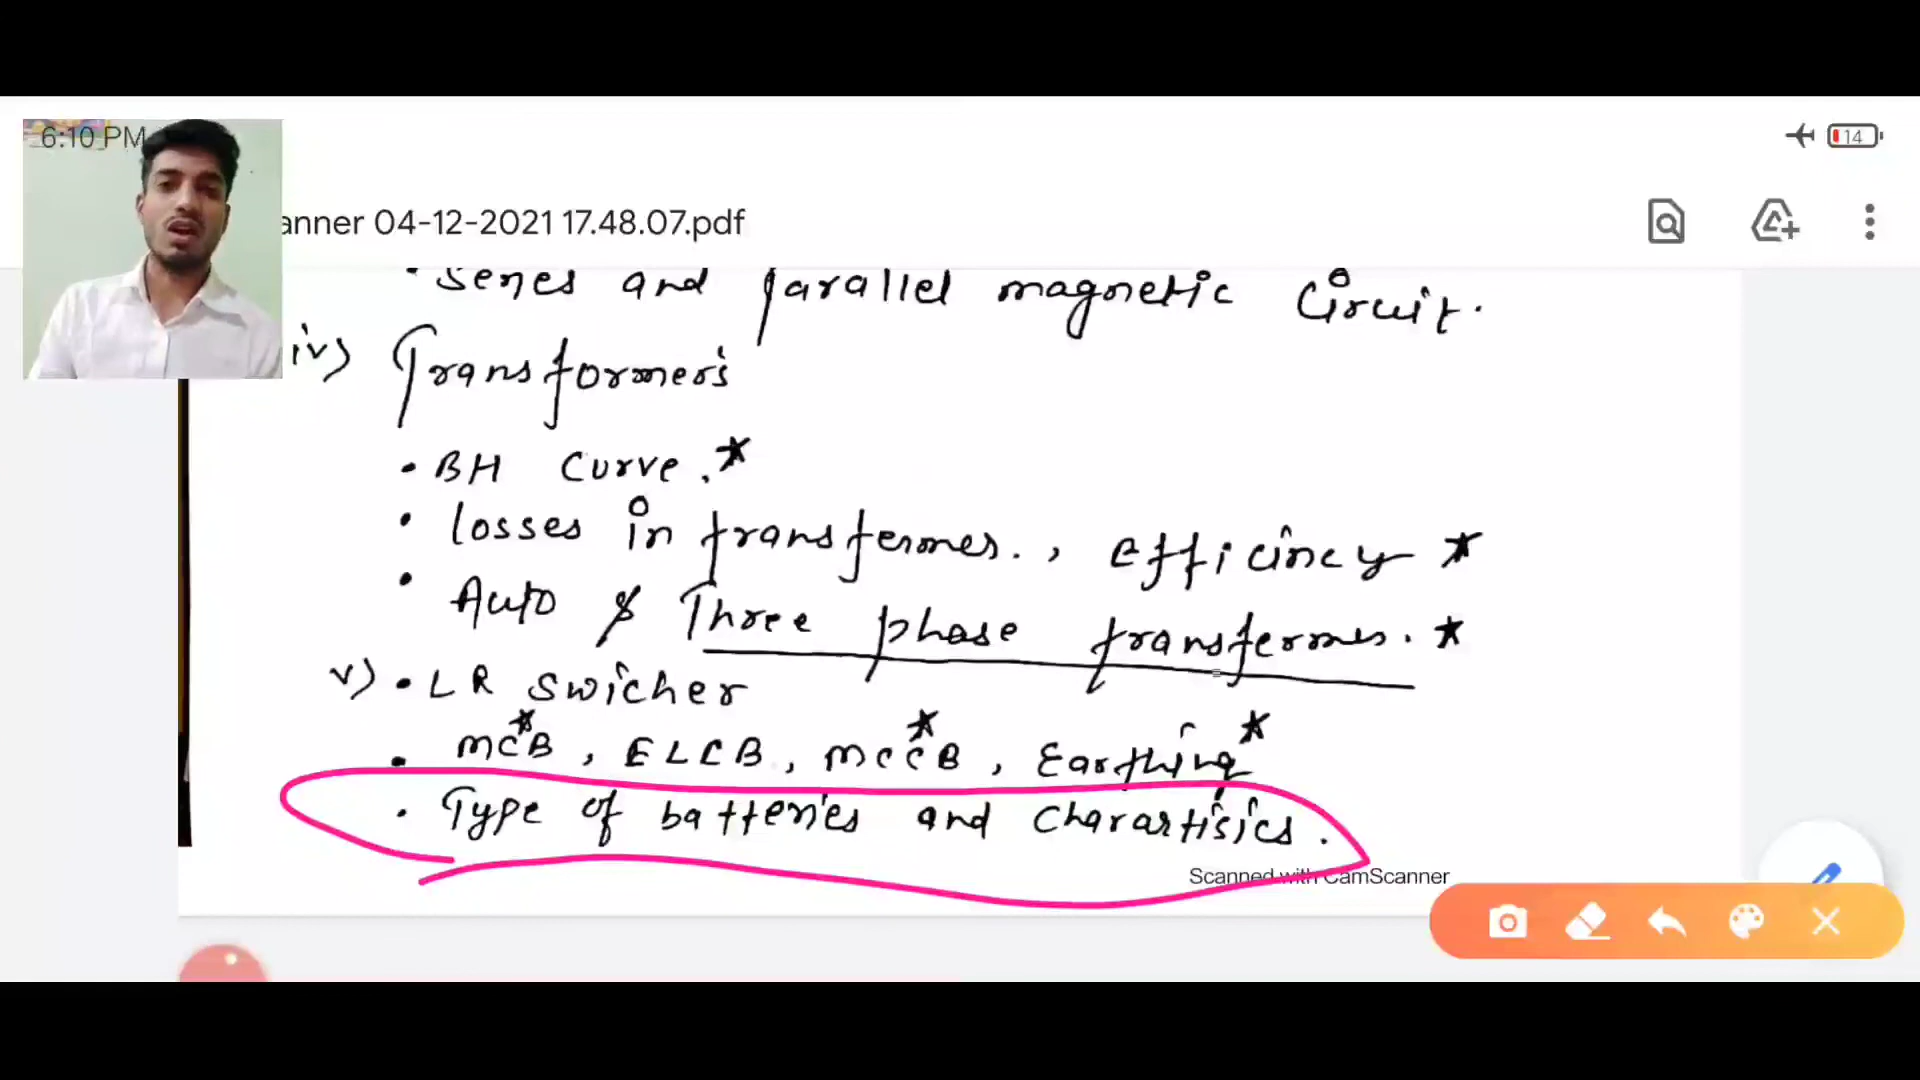 6:10 PM
14
anner 04-12-2021 17.48.07.pdf
• Series and parallel magnetic Circuit.
iv) Transformers
• BH Curve. ★
• losses in transfermes. , efficincy ★
• Auto & Three phase transfermes. ★
v) • LR Swicher
• MCB, ELCB, MCCB, Earthing ★
• Type of batteries and Charartisics.
Scanned with CamScanner